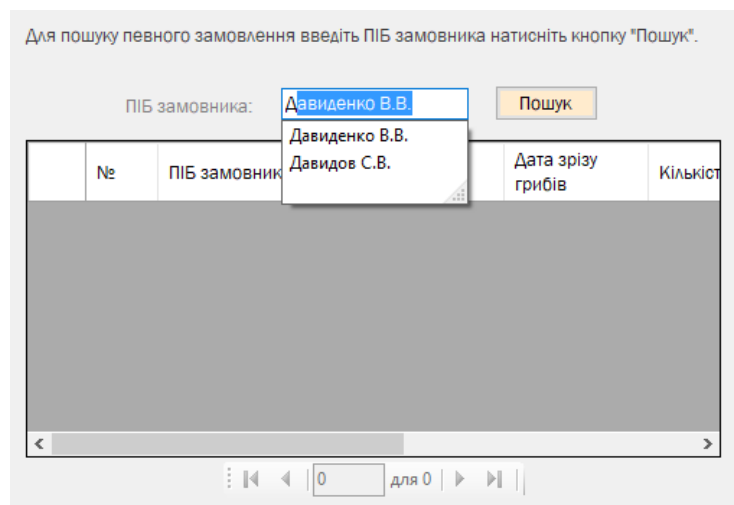 Для пошуку певного замовлення введіть ПІБ замовника натисніть кнопку "Пошук".
ПІБ замовника: Давиденко В.В. Пошук
Давиденко В.В.
Давидов С.В.
№ ПІБ замовник Дата зрізу грибів Кількіст
0 для 0